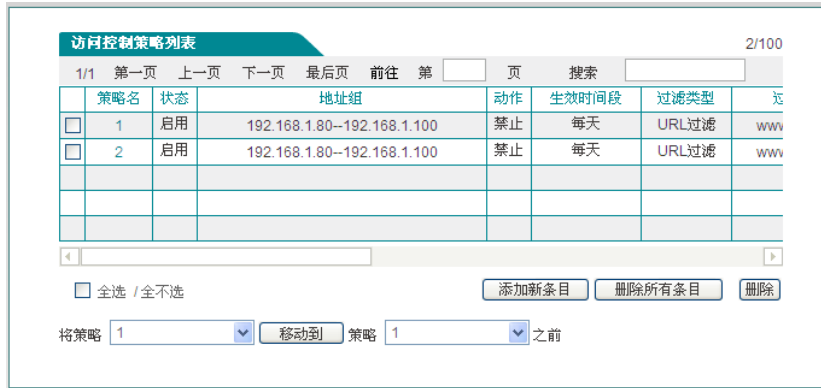 访问控制策略列表 2/100
1/1 第一页 上一页 下一页 最后页 前往 第 页 搜索
策略名 状态 地址组 动作 生效时间段 过滤类型 过
1 启用 192.168.1.80--192.168.1.100 禁止 每天 URL过滤 www
2 启用 192.168.1.80--192.168.1.100 禁止 每天 URL过滤 www
全选 /全不选 添加新条目 删除所有条目 删除
将策略 1 移动到 策略 1 之前